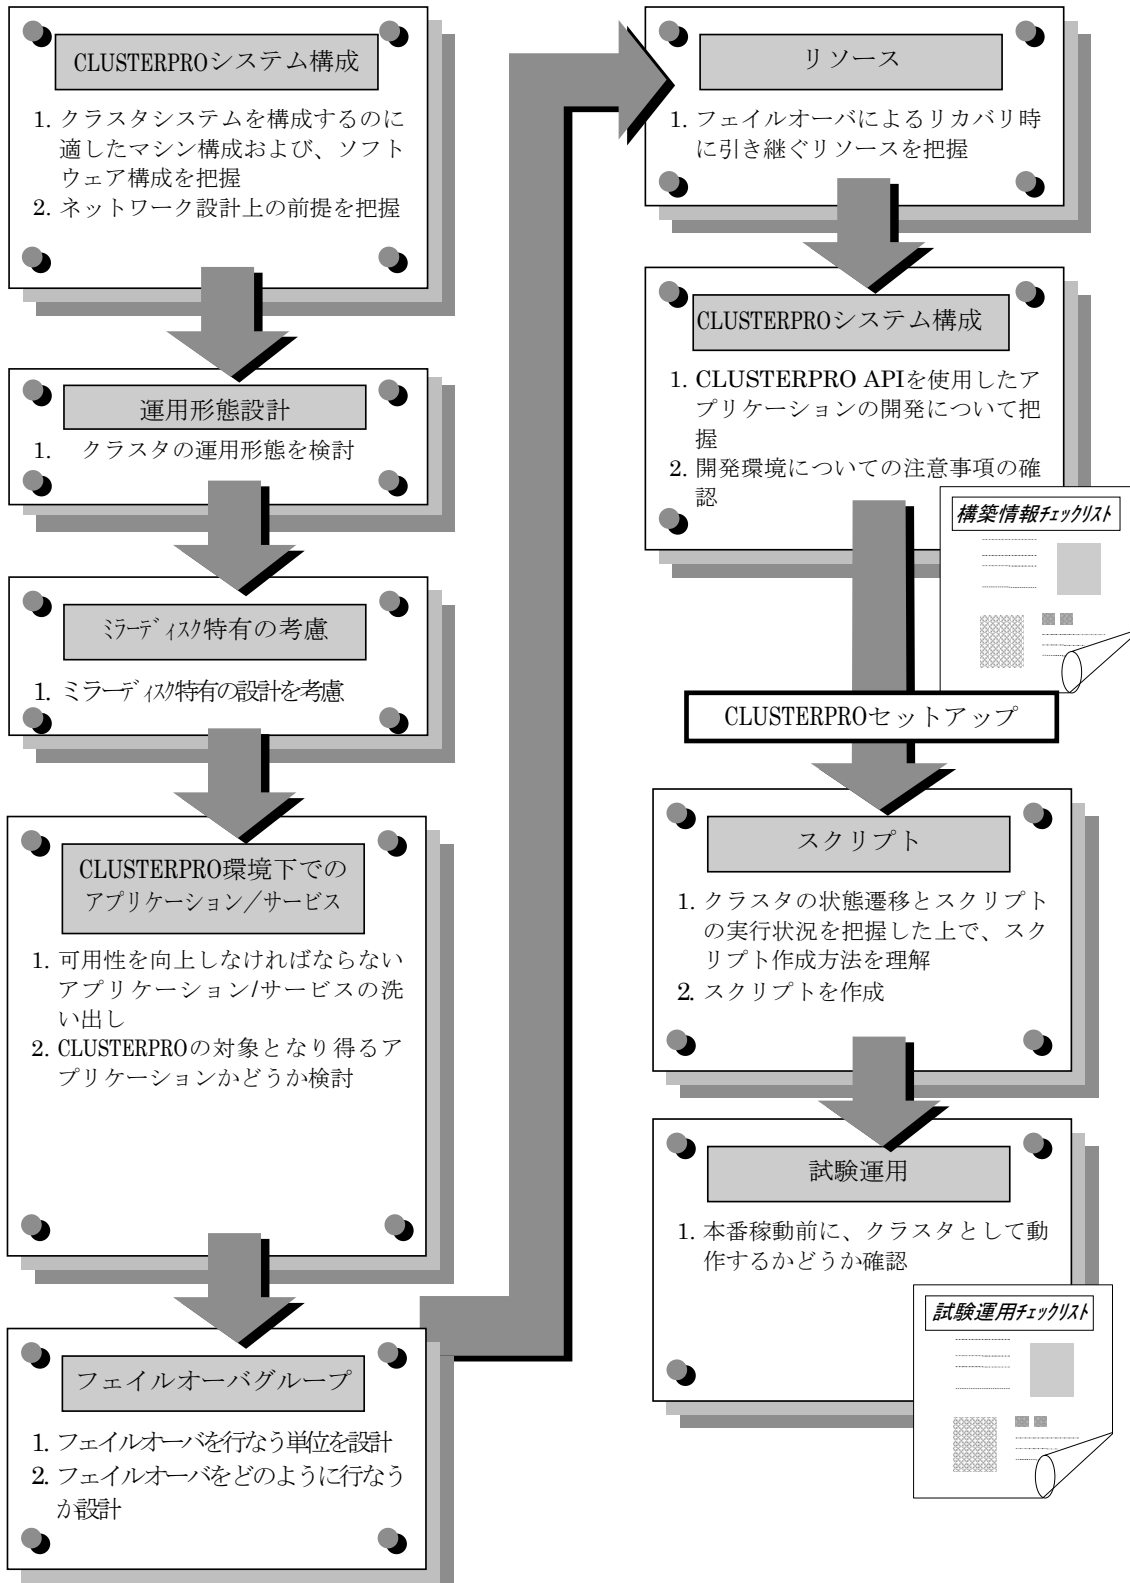 CLUSTERPROシステム構成
1. クラスタシステムを構成するのに
適したマシン構成および、ソフト
ウェア構成を把握
2. ネットワーク設計上の前提を把握
運用形態設計
1. クラスタの運用形態を検討
ﾐﾗｰﾃﾞｨｽｸ特有の考慮
1. ミラーﾃﾞｨｽｸ特有の設計を考慮
CLUSTERPRO環境下での
アプリケーション／サービス
1. 可用性を向上しなければならない
アプリケーション/サービスの洗
い出し
2. CLUSTERPROの対象となり得るア
プリケーションかどうか検討
フェイルオーバグループ
1. フェイルオーバを行なう単位を設計
2. フェイルオーバをどのように行なう
か設計
リソース
1. フェイルオーバによるリカバリ時
に引き継ぐリソースを把握
CLUSTERPROシステム構成
1. CLUSTERPRO APIを使用したア
プリケーションの開発について把
握
2. 開発環境についての注意事項の確
認
構築情報ﾁｪｯｸﾘｽﾄ
CLUSTERPROセットアップ
スクリプト
1. クラスタの状態遷移とスクリプト
の実行状況を把握した上で、スク
リプト作成方法を理解
2. スクリプトを作成
試験運用
1. 本番稼動前に、クラスタとして動
作するかどうか確認
試験運用ﾁｪｯｸﾘｽﾄ